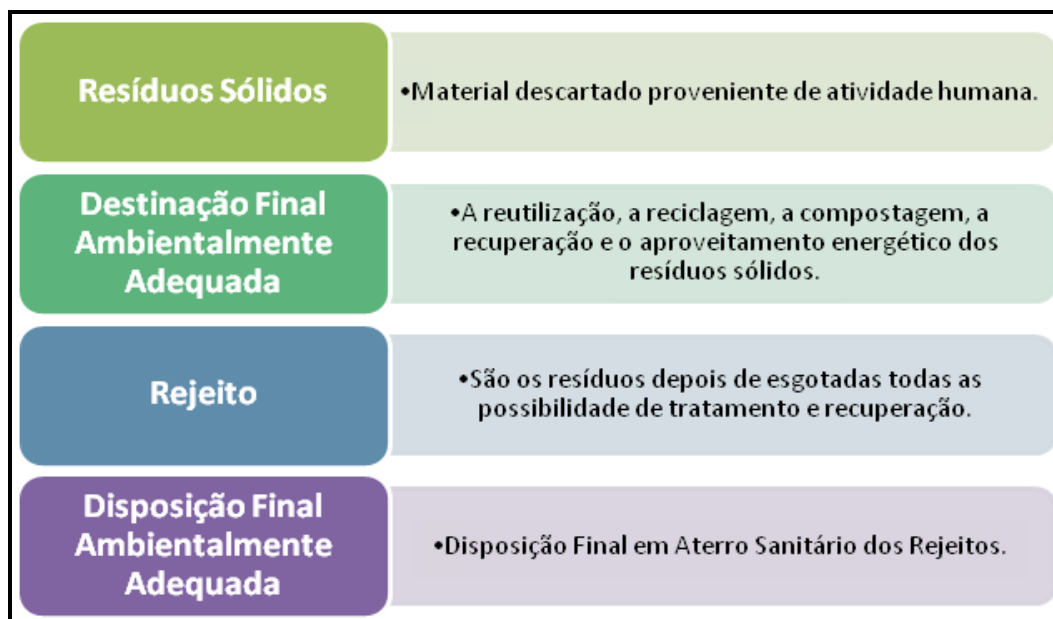 Resíduos Sólidos
•Material descartado proveniente de atividade humana.
Destinação Final
Ambientalmente
Adequada
•A reutilização, a reciclagem, a compostagem, a
recuperação e o aproveitamento energético dos
resíduos sólidos.
Rejeito
•São os resíduos depois de esgotadas todas as
possibilidade de tratamento e recuperação.
Disposição Final
Ambientalmente
Adequada
•Disposição Final em Aterro Sanitário dos Rejeitos.